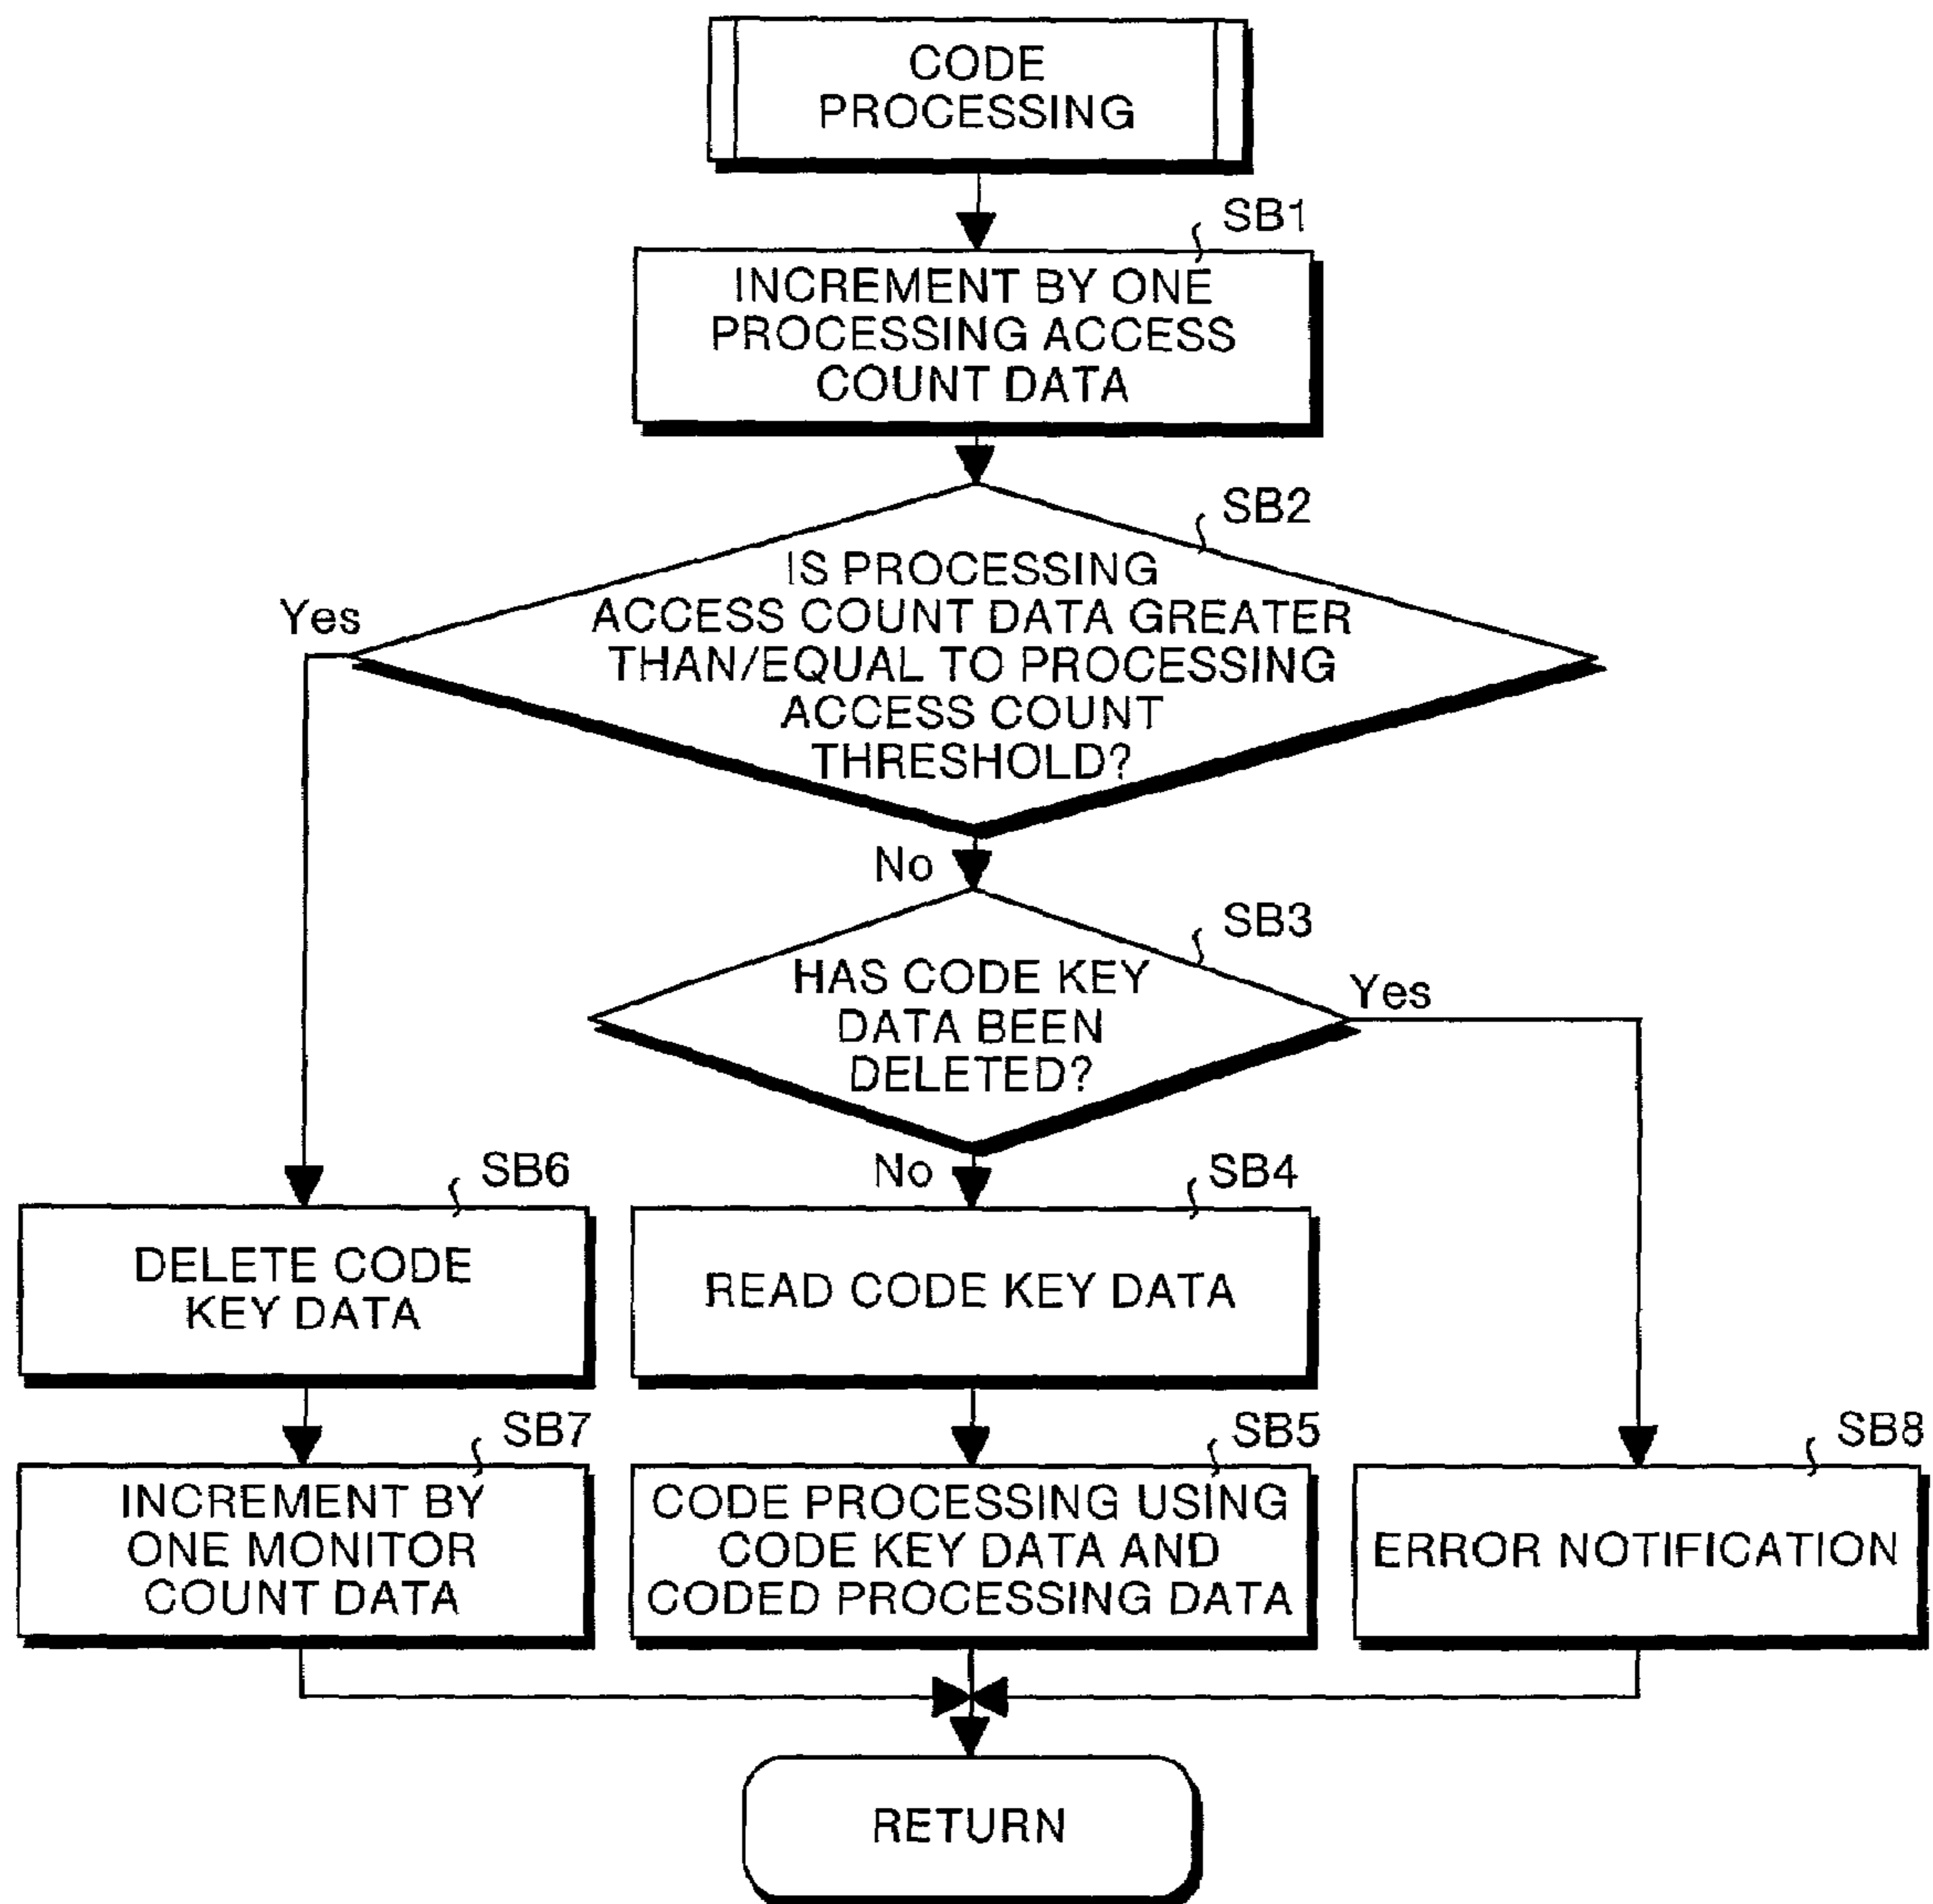 CODE
PROCESSING
SB1
INCREMENT BY ONE
PROCESSING ACCESS
COUNT DATA
SB2
IS PROCESSING
ACCESS COUNT DATA GREATER
THAN/EQUAL TO PROCESSING
ACCESS COUNT
THRESHOLD?
Yes
No
SB3
HAS CODE KEY
DATA BEEN
DELETED?
Yes
No
SB6
DELETE CODE
KEY DATA
SB4
READ CODE KEY DATA
SB7
INCREMENT BY
ONE MONITOR
COUNT DATA
SB5
CODE PROCESSING USING
CODE KEY DATA AND
CODED PROCESSING DATA
SB8
ERROR NOTIFICATION
RETURN